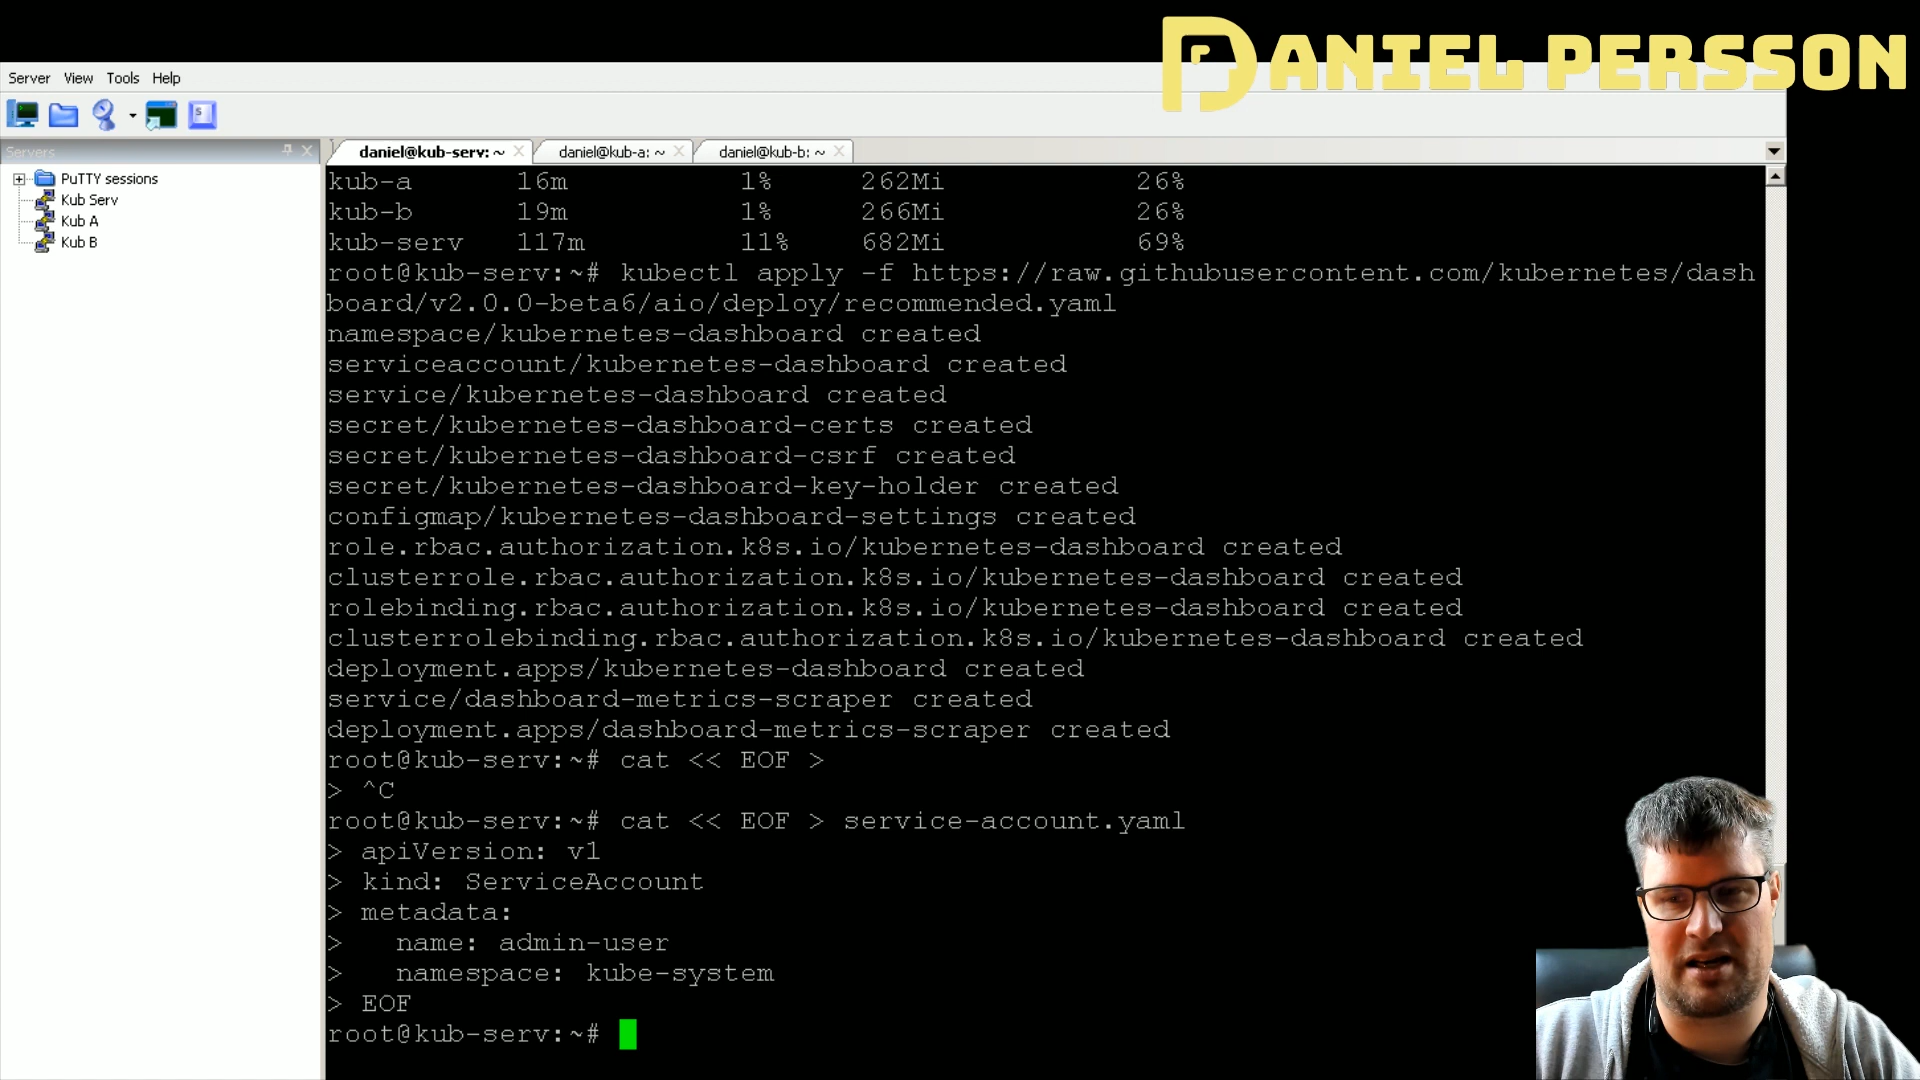 DANIEL PERSSON
Server View Tools Help
Servers
daniel@kub-serv: ~ daniel@kub-a: ~ daniel@kub-b: ~
PuTTY sessions
Kub Serv
Kub A
Kub B
kub-a 16m 1% 262Mi 26%
kub-b 19m 1% 266Mi 26%
kub-serv 117m 11% 682Mi 69%
root@kub-serv:~# kubectl apply -f https://raw.githubusercontent.com/kubernetes/dash
board/v2.0.0-beta6/aio/deploy/recommended.yaml
namespace/kubernetes-dashboard created
serviceaccount/kubernetes-dashboard created
service/kubernetes-dashboard created
secret/kubernetes-dashboard-certs created
secret/kubernetes-dashboard-csrf created
secret/kubernetes-dashboard-key-holder created
configmap/kubernetes-dashboard-settings created
role.rbac.authorization.k8s.io/kubernetes-dashboard created
clusterrole.rbac.authorization.k8s.io/kubernetes-dashboard created
rolebinding.rbac.authorization.k8s.io/kubernetes-dashboard created
clusterrolebinding.rbac.authorization.k8s.io/kubernetes-dashboard created
deployment.apps/kubernetes-dashboard created
service/dashboard-metrics-scraper created
deployment.apps/dashboard-metrics-scraper created
root@kub-serv:~# cat << EOF >
> ^C
root@kub-serv:~# cat << EOF > service-account.yaml
> apiVersion: v1
> kind: ServiceAccount
> metadata:
>   name: admin-user
>   namespace: kube-system
> EOF
root@kub-serv:~#